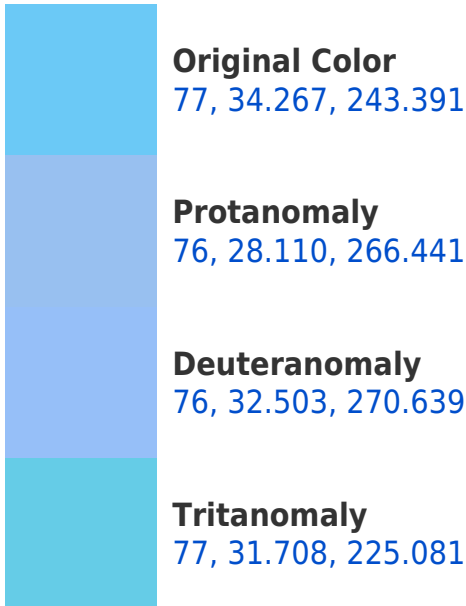 Original Color
77, 34.267, 243.391
Protanomaly
76, 28.110, 266.441
Deuteranomaly
76, 32.503, 270.639
Tritanomaly
77, 31.708, 225.081